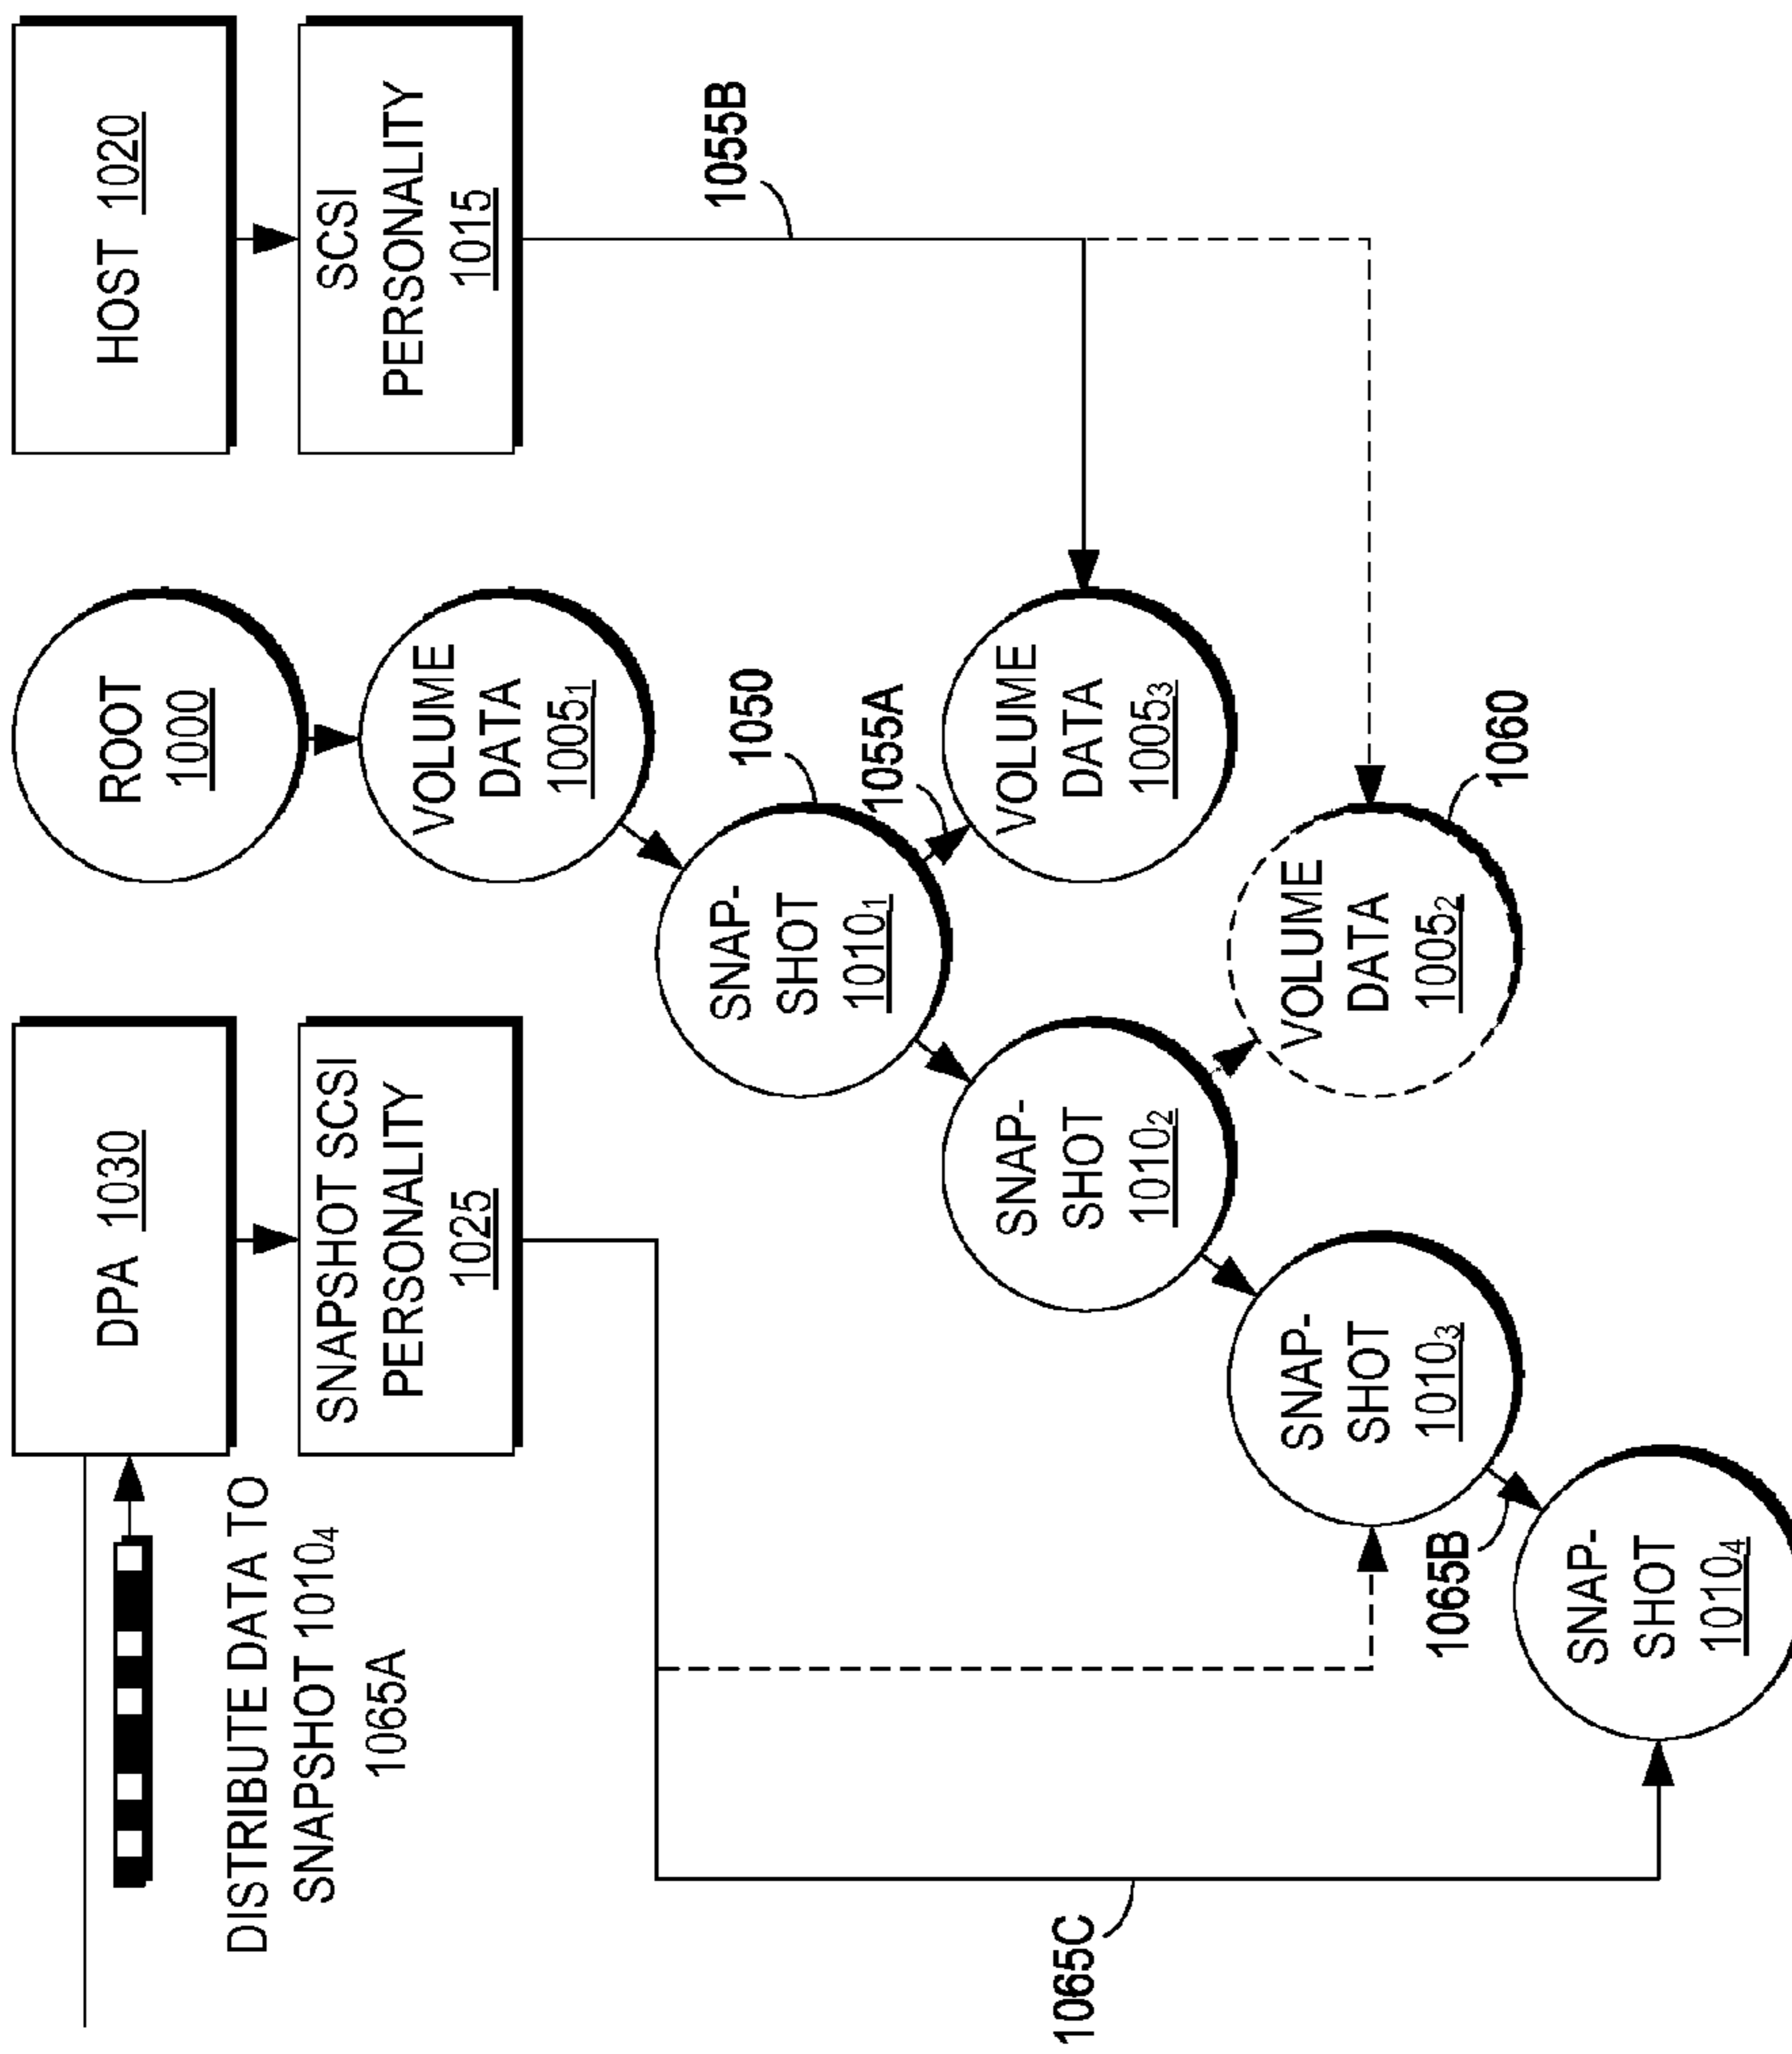 HOST 1020
SCSI
PERSONALITY
1015
1055B
ROOT
1000
VOLUME
DATA
1005₁
1050
1055A
VOLUME
DATA
1005₃
SNAP-
SHOT
1010₁
1060
VOLUME
DATA
1005₂
DPA 1030
SNAPSHOT SCSI
PERSONALITY
1025
SNAP-
SHOT
1010₂
SNAP-
SHOT
1010₃
1065B
SNAP-
SHOT
1010₄
DISTRIBUTE DATA TO
SNAPSHOT 1010₄
1065A
1065C